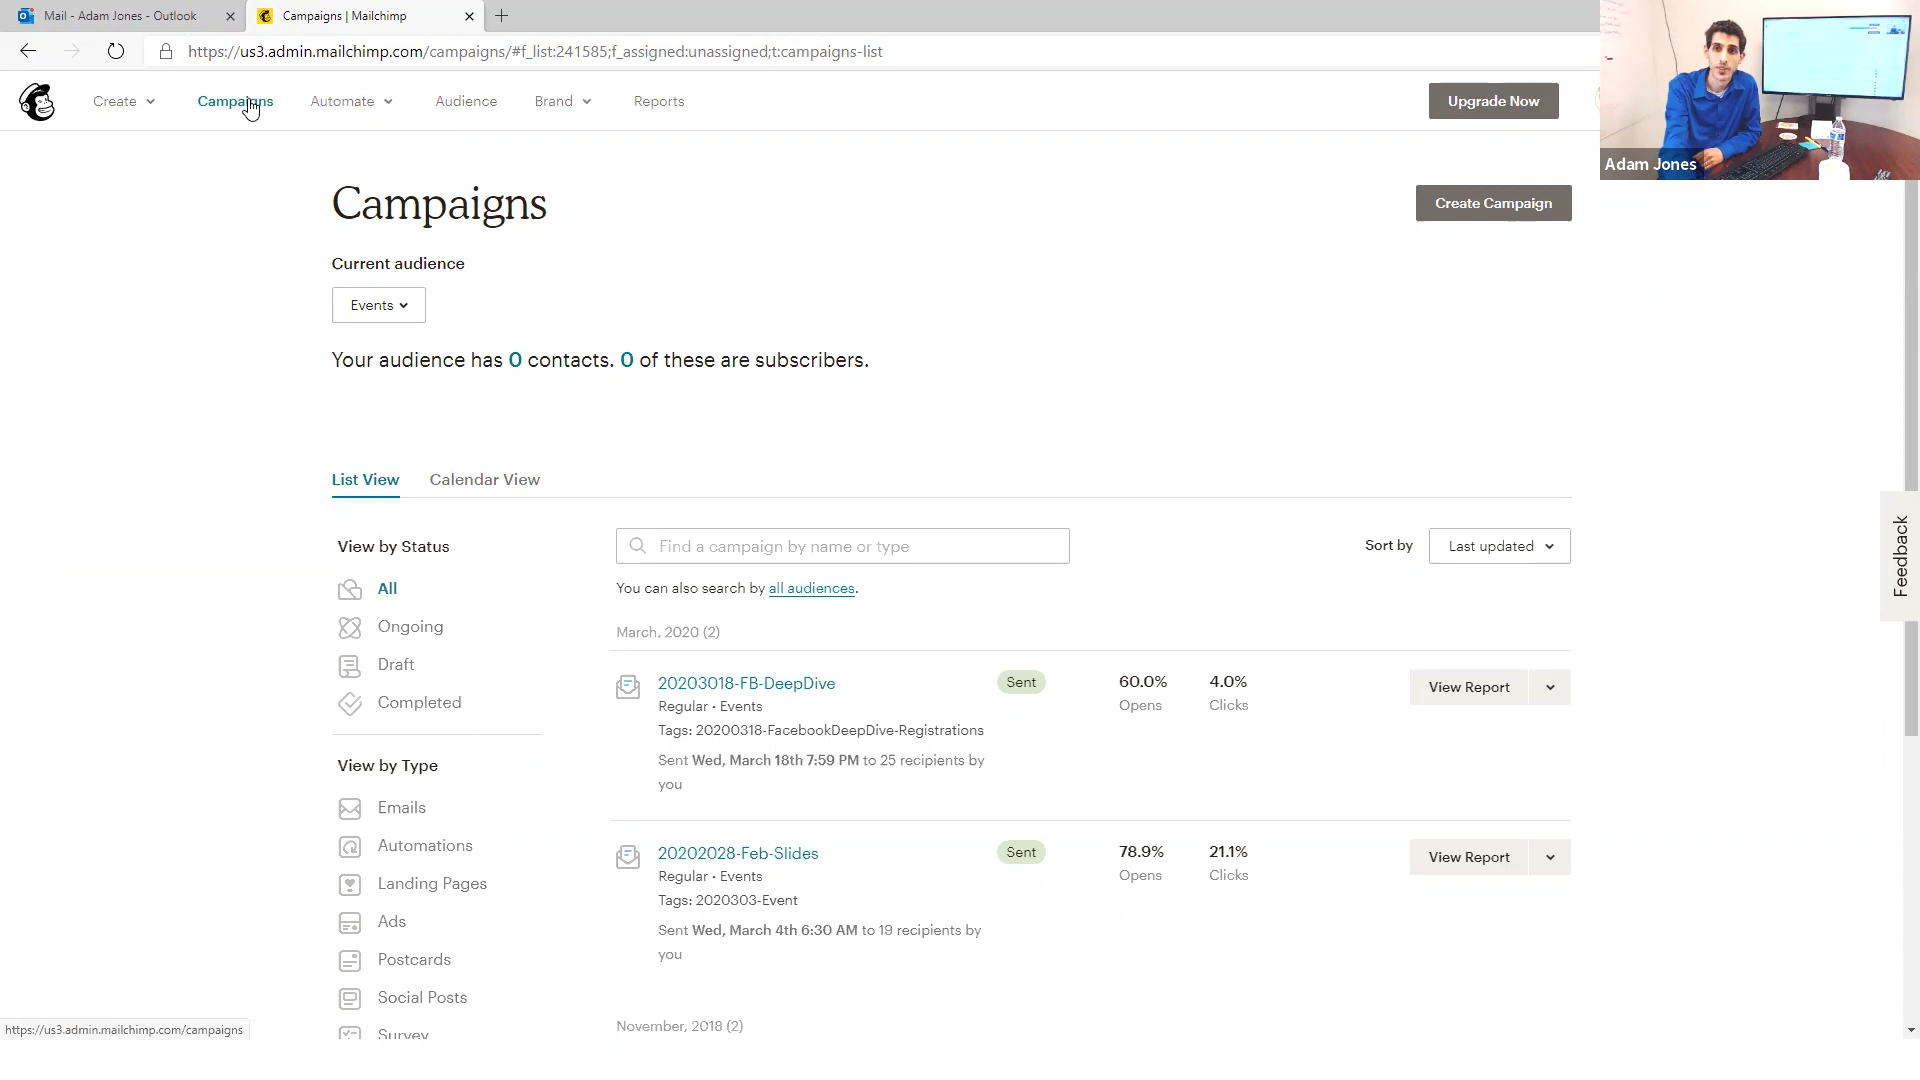 Mail - Adam Jones - Outlook
Campaigns | Mailchimp
https://us3.admin.mailchimp.com/campaigns/#f_list:241585;f_assigned:unassigned;t:campaigns-list
Create
Campaigns
Automate
Audience
Brand
Reports
Upgrade Now
Adam Jones
Campaigns
Create Campaign
Current audience
Events
Your audience has 0 contacts. 0 of these are subscribers.
List View
Calendar View
View by Status
All
Ongoing
Draft
Completed
View by Type
Emails
Automations
Landing Pages
Ads
Postcards
Social Posts
Survey
Find a campaign by name or type
Sort by
Last updated
You can also search by all audiences.
March, 2020 (2)
20203018-FB-DeepDive
Regular · Events
Tags: 20200318-FacebookDeepDive-Registrations
Sent Wed, March 18th 7:59 PM to 25 recipients by
you
Sent
60.0%
Opens
4.0%
Clicks
View Report
20202028-Feb-Slides
Regular · Events
Tags: 2020303-Event
Sent Wed, March 4th 6:30 AM to 19 recipients by
you
Sent
78.9%
Opens
21.1%
Clicks
View Report
November, 2018 (2)
Feedback
https://us3.admin.mailchimp.com/campaigns